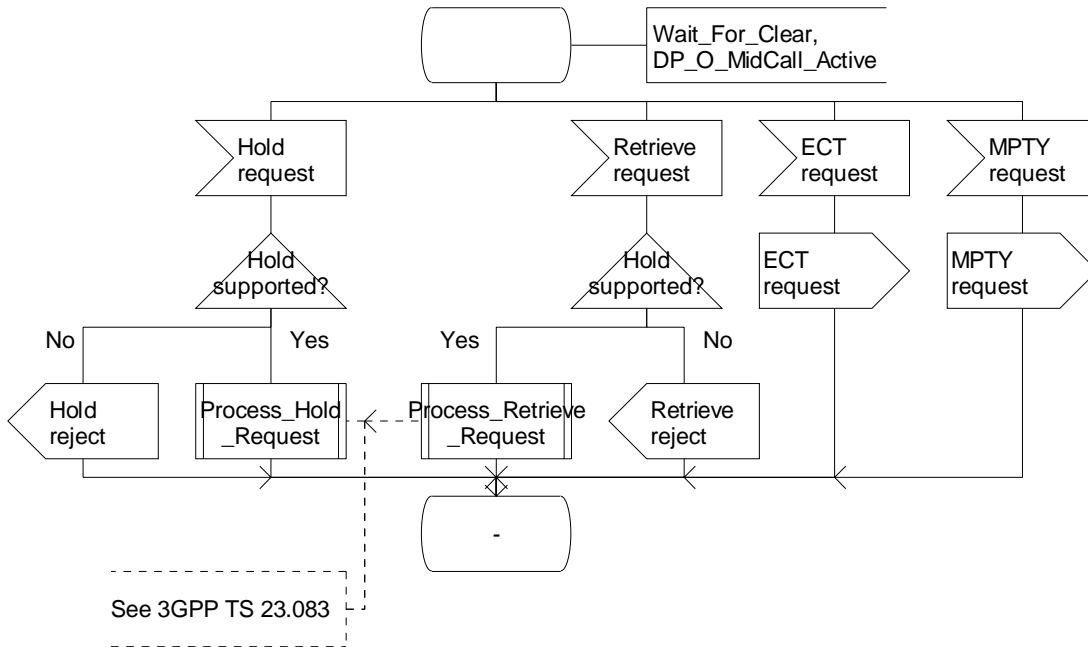 Wait_For_Clear,
DP_O_MidCall_Active
Hold
request
Retrieve
request
ECT
request
MPTY
request
Hold
supported?
Hold
supported?
ECT
request
MPTY
request
No
Yes
Yes
No
Hold
reject
Process_Hold
_Request
Process_Retrieve
_Request
Retrieve
reject
-
See 3GPP TS 23.083